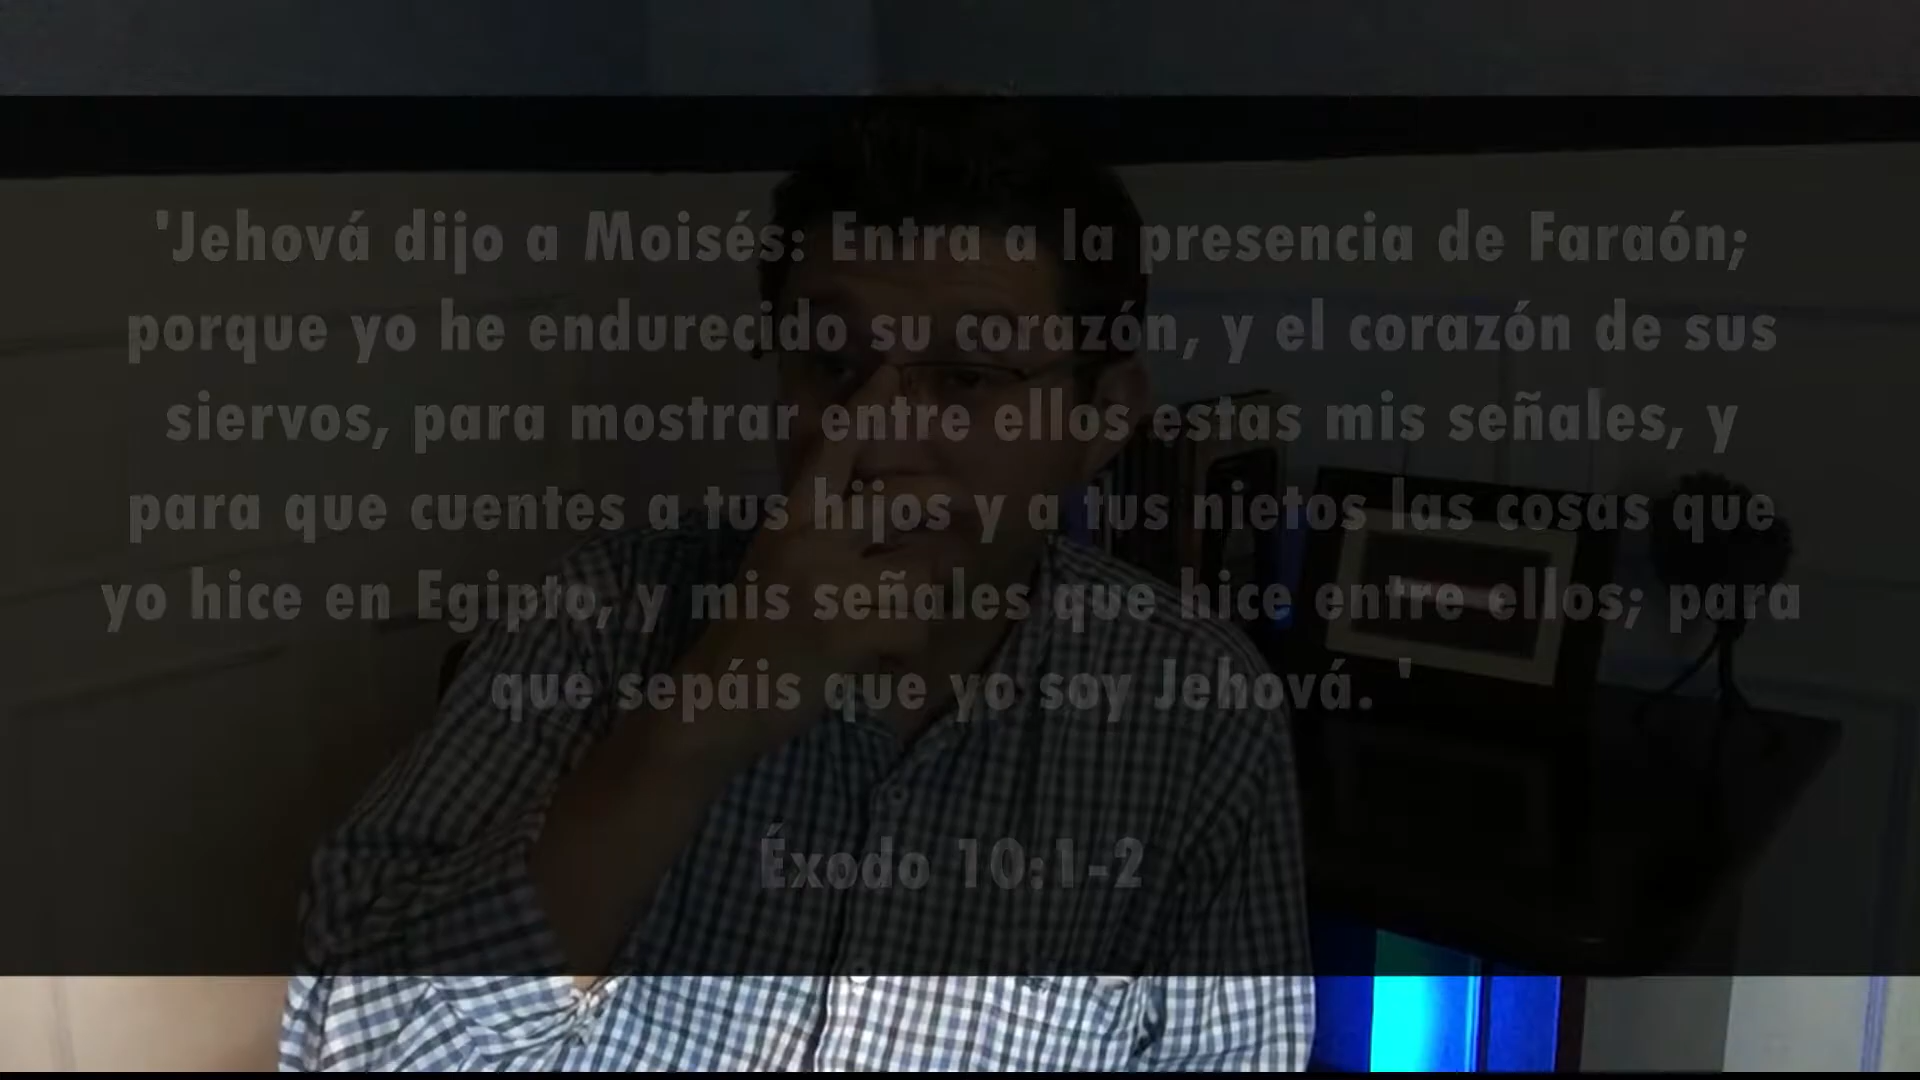 'Jehová dijo a Moisés: Entra a la presencia de Faraón;
porque yo he endurecido su corazón, y el corazón de sus
siervos, para mostrar entre ellos estas mis señales, y
para que cuentes a tus hijos y a tus nietos las cosas que
yo hice en Egipto, y mis señales que hice entre ellos; para
que sepáis que yo soy Jehová. '
Éxodo 10:1-2